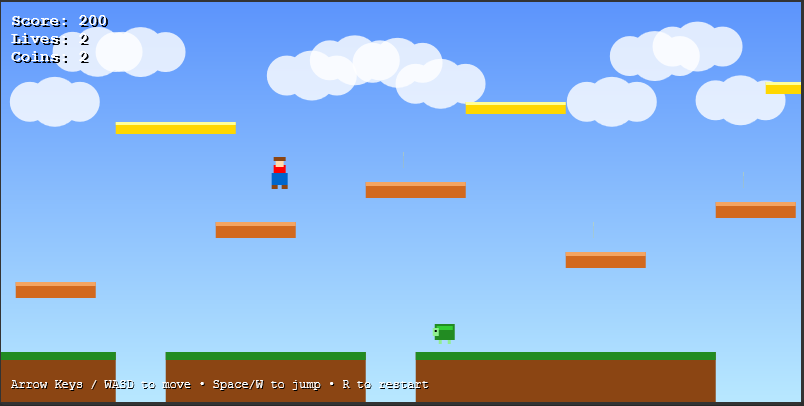 Score: 200
Lives: 2
Coins: 2
Arrow Keys / WASD to move • Space/W to jump • R to restart